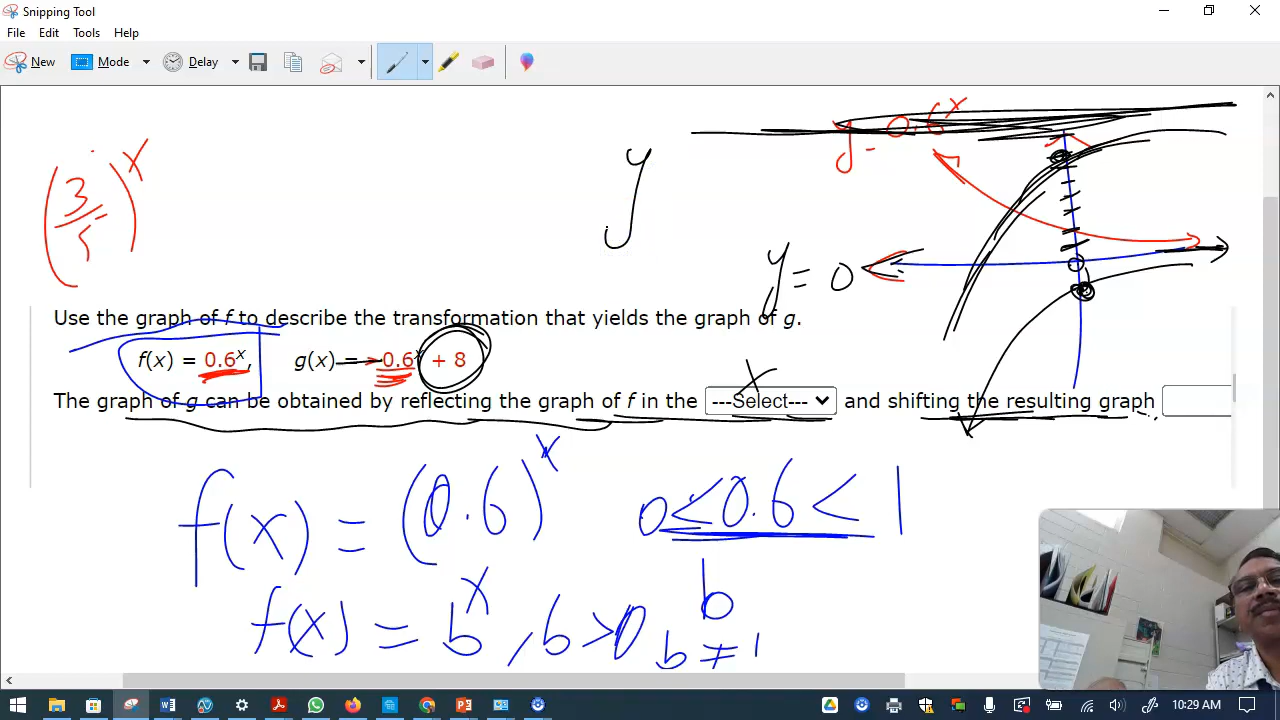 Snipping Tool
File Edit Tools Help
New Mode Delay
y = 0.6^x
(3/5)^x
y
y = 0
Use the graph of f to describe the transformation that yields the graph of g.
f(x) = 0.6^x, g(x) = -0.6^x + 8
The graph of g can be obtained by reflecting the graph of f in the ---Select--- and shifting the resulting graph
x
f(x) = (0.6)^x 0 < 0.6 < 1
b
f(x) = b^x, b > 0 b ≠ 1
10:29 AM